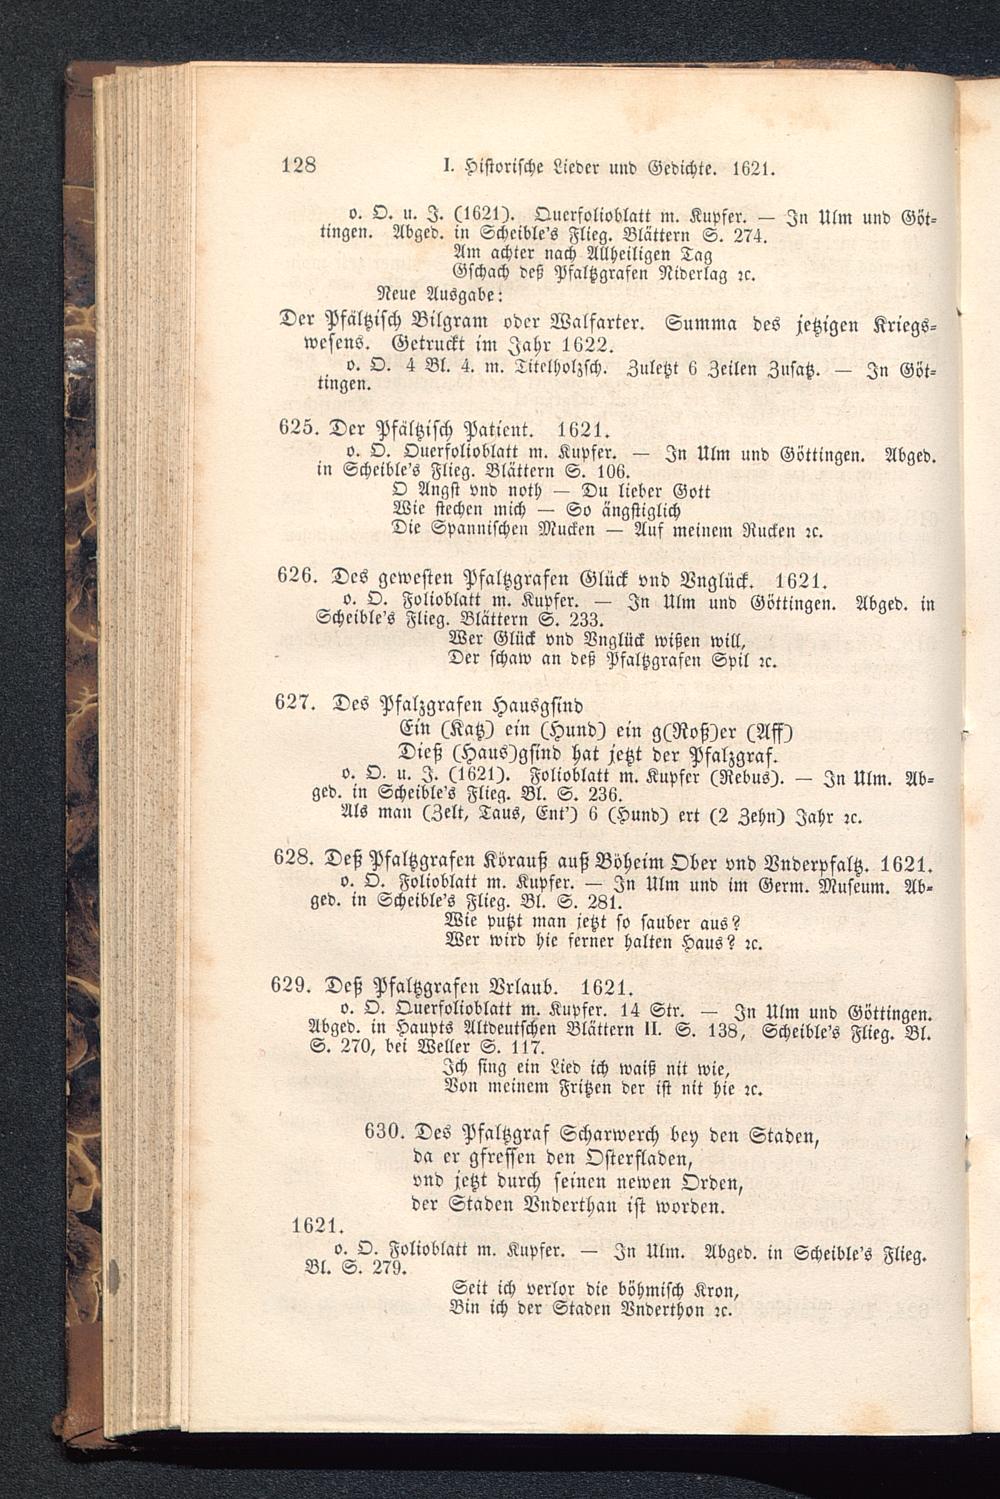 128 I. Historische Lieder und Gedichte. 1621.
o. O. u. J. (1621). Querfolioblatt m. Kupfer. — In Ulm und Göt-
tingen. Abged. in Scheible's Flieg. Blättern S. 274.
Am achter nach Allheiligen Tag
Gschach deß Pfaltzgrafen Niderlag ꝛc.
Neue Ausgabe:
Der Pfältzisch Bilgram oder Walfarter. Summa des jetzigen Kriegs-
wesens. Getruckt im Jahr 1622.
o. O. 4 Bl. 4. m. Titelholzsch. Zuletzt 6 Zeilen Zusatz. — In Göt-
tingen.
625. Der Pfältzisch Patient. 1621.
o. O. Querfolioblatt m. Kupfer. — In Ulm und Göttingen. Abged.
in Scheible's Flieg. Blättern S. 106.
O Angst vnd noth — Du lieber Gott
Wie stechen mich — So ängstiglich
Die Spannischen Mucken — Auf meinem Rucken ꝛc.
626. Des gewesten Pfaltzgrafen Glück vnd Vnglück. 1621.
o. O. Folioblatt m. Kupfer. — In Ulm und Göttingen. Abged. in
Scheible's Flieg. Blättern S. 233.
Wer Glück vnd Vnglück wißen will,
Der schaw an deß Pfaltzgrafen Spil ꝛc.
627. Des Pfalzgrafen Hausgsind
Ein (Katz) ein (Hund) ein g(Roß)er (Aff)
Dieß (Haus)gsind hat jetzt der Pfalzgraf.
o. O. u. J. (1621). Folioblatt m. Kupfer (Rebus). — In Ulm. Ab-
ged. in Scheible's Flieg. Bl. S. 236.
Als man (Zelt, Taus, Ent') 6 (Hund) ert (2 Zehn) Jahr ꝛc.
628. Deß Pfaltzgrafen Körauß auß Böheim Ober vnd Vnderpfaltz. 1621.
o. O. Folioblatt m. Kupfer. — In Ulm und im Germ. Museum. Ab-
ged. in Scheible's Flieg. Bl. S. 281.
Wie putzt man jetzt so sauber aus?
Wer wird hie ferner halten Haus? ꝛc.
629. Deß Pfaltzgrafen Vrlaub. 1621.
o. O. Querfolioblatt m. Kupfer. 14 Str. — In Ulm und Göttingen.
Abged. in Haupts Altdeutschen Blättern II. S. 138, Scheible's Flieg. Bl.
S. 270, bei Weller S. 117.
Ich sing ein Lied ich waiß nit wie,
Von meinem Fritzen der ist nit hie ꝛc.
630. Des Pfaltzgraf Scharwerch bey den Staden,
da er gfressen den Osterfladen,
vnd jetzt durch seinen newen Orden,
der Staden Vnderthan ist worden.
1621.
o. O. Folioblatt m. Kupfer. — In Ulm. Abged. in Scheible's Flieg.
Bl. S. 279.
Seit ich verlor die böhmisch Kron,
Bin ich der Staden Vnderthon ꝛc.